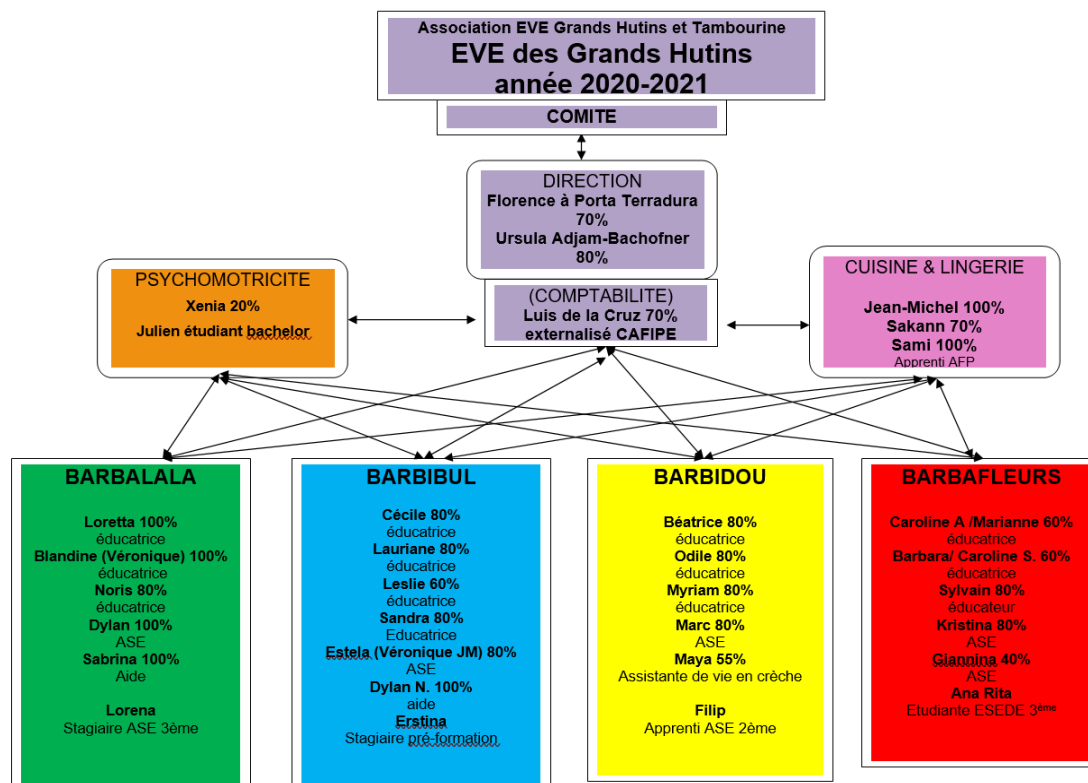 Association EVE Grands Hutins et Tambourine
EVE des Grands Hutins
année 2020-2021
COMITE
DIRECTION
Florence à Porta Terradura
70%
Ursula Adjam-Bachofner
80%
PSYCHOMOTRICITE
Xenia 20%
Julien étudiant bachelor
(COMPTABILITE)
Luis de la Cruz 70%
externalisé CAFIPE
CUISINE & LINGERIE
Jean-Michel 100%
Sakann 70%
Sami 100%
Apprenti AFP
BARBALALA
Loretta 100%
éducatrice
Blandine (Véronique) 100%
éducatrice
Noris 80%
éducatrice
Dylan 100%
ASE
Sabrina 100%
Aide
Lorena
Stagiaire ASE 3ème
BARBIBUL
Cécile 80%
éducatrice
Lauriane 80%
éducatrice
Leslie 60%
éducatrice
Sandra 80%
Educatrice
Estela (Véronique JM) 80%
ASE
Dylan N. 100%
aide
Erstina
Stagiaire pré-formation
BARBIDOU
Béatrice 80%
éducatrice
Odile 80%
éducatrice
Myriam 80%
éducatrice
Marc 80%
ASE
Maya 55%
Assistante de vie en crèche
Filip
Apprenti ASE 2ème
BARBAFLEURS
Caroline A /Marianne 60%
éducatrice
Barbara/ Caroline S. 60%
éducatrice
Sylvain 80%
éducateur
Kristina 80%
ASE
Giannina 40%
ASE
Ana Rita
Etudiante ESEDE 3ème